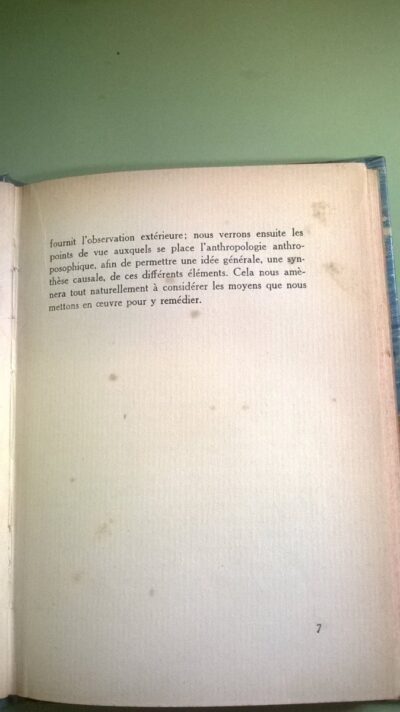 fournit l'observation extérieure; nous verrons ensuite les
points de vue auxquels se place l'anthropologie anthro-
posophique, afin de permettre une idée générale, une syn-
thèse causale, de ces différents éléments. Cela nous amè-
nera tout naturellement à considérer les moyens que nous
mettons en œuvre pour y remédier.
7